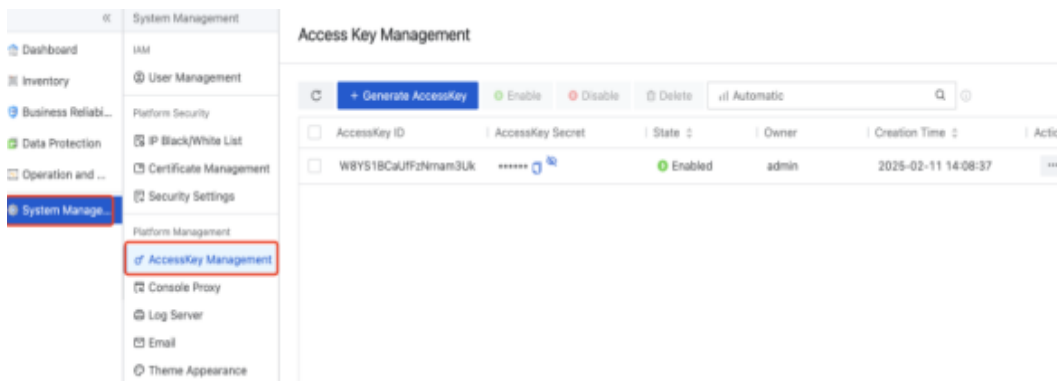 Dashboard
Inventory
Business Reliabi...
Data Protection
Operation and ...
System Manage...
System Management
IAM
User Management
Platform Security
IP Black/White List
Certificate Management
Security Settings
Platform Management
AccessKey Management
Console Proxy
Log Server
Email
Theme Appearance
Access Key Management
+ Generate AccessKey
Enable
Disable
Delete
Automatic
AccessKey ID AccessKey Secret State Owner Creation Time Actio
•••••• Enabled admin 2025-02-11 14:08:37 ...